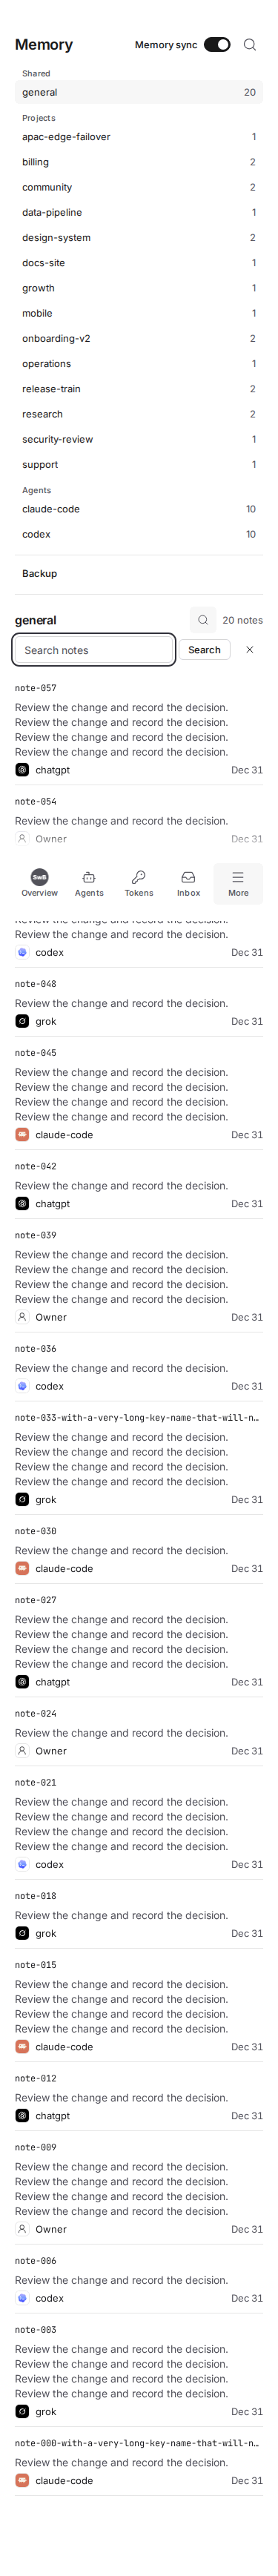 Memory
Memory sync
Shared
general 20
Projects
apac-edge-failover 1
billing 2
community 2
data-pipeline 1
design-system 2
docs-site 1
growth 1
mobile 1
onboarding-v2 2
operations 1
release-train 2
research 2
security-review 1
support 1
Agents
claude-code 10
codex 10
Backup
general 20 notes
Search notes Search
note-057
Review the change and record the decision.
Review the change and record the decision.
Review the change and record the decision.
Review the change and record the decision.
chatgpt Dec 31
note-054
Review the change and record the decision.
Owner Dec 31
SwS
Overview Agents Tokens Inbox More
Review the change and record the decision.
Review the change and record the decision.
codex Dec 31
note-048
Review the change and record the decision.
grok Dec 31
note-045
Review the change and record the decision.
Review the change and record the decision.
Review the change and record the decision.
Review the change and record the decision.
claude-code Dec 31
note-042
Review the change and record the decision.
chatgpt Dec 31
note-039
Review the change and record the decision.
Review the change and record the decision.
Review the change and record the decision.
Review the change and record the decision.
Owner Dec 31
note-036
Review the change and record the decision.
codex Dec 31
note-033-with-a-very-long-key-name-that-will-n…
Review the change and record the decision.
Review the change and record the decision.
Review the change and record the decision.
Review the change and record the decision.
grok Dec 31
note-030
Review the change and record the decision.
claude-code Dec 31
note-027
Review the change and record the decision.
Review the change and record the decision.
Review the change and record the decision.
Review the change and record the decision.
chatgpt Dec 31
note-024
Review the change and record the decision.
Owner Dec 31
note-021
Review the change and record the decision.
Review the change and record the decision.
Review the change and record the decision.
Review the change and record the decision.
codex Dec 31
note-018
Review the change and record the decision.
grok Dec 31
note-015
Review the change and record the decision.
Review the change and record the decision.
Review the change and record the decision.
Review the change and record the decision.
claude-code Dec 31
note-012
Review the change and record the decision.
chatgpt Dec 31
note-009
Review the change and record the decision.
Review the change and record the decision.
Review the change and record the decision.
Review the change and record the decision.
Owner Dec 31
note-006
Review the change and record the decision.
codex Dec 31
note-003
Review the change and record the decision.
Review the change and record the decision.
Review the change and record the decision.
Review the change and record the decision.
grok Dec 31
note-000-with-a-very-long-key-name-that-will-n…
Review the change and record the decision.
claude-code Dec 31